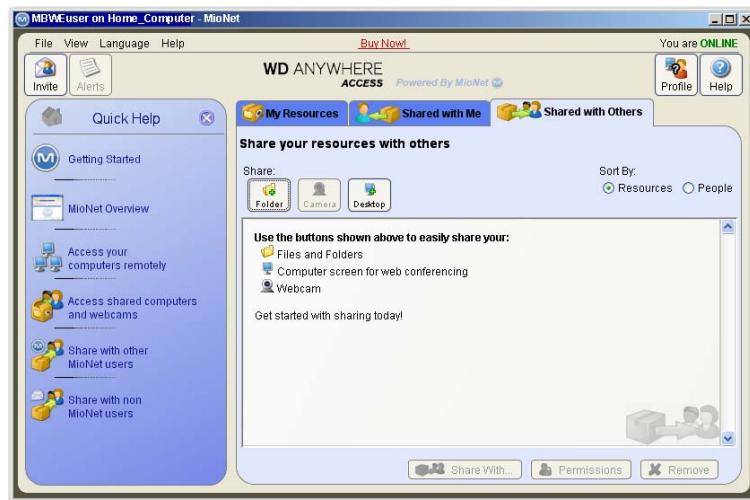 MBWEuser on Home_Computer - MioNet
File View Language Help
Buy Now!
You are ONLINE
Invite
Alerts
WD ANYWHERE
ACCESS Powered By MioNet
Profile
Help
Quick Help
Getting Started
MioNet Overview
Access your
computers remotely
Access shared computers
and webcams
Share with other
MioNet users
Share with non
MioNet users
My Resources
Shared with Me
Shared with Others
Share your resources with others
Share:
Sort By:
Folder
Camera
Desktop
Resources
People
Use the buttons shown above to easily share your:
Files and Folders
Computer screen for web conferencing
Webcam
Get started with sharing today!
Share With...
Permissions
Remove